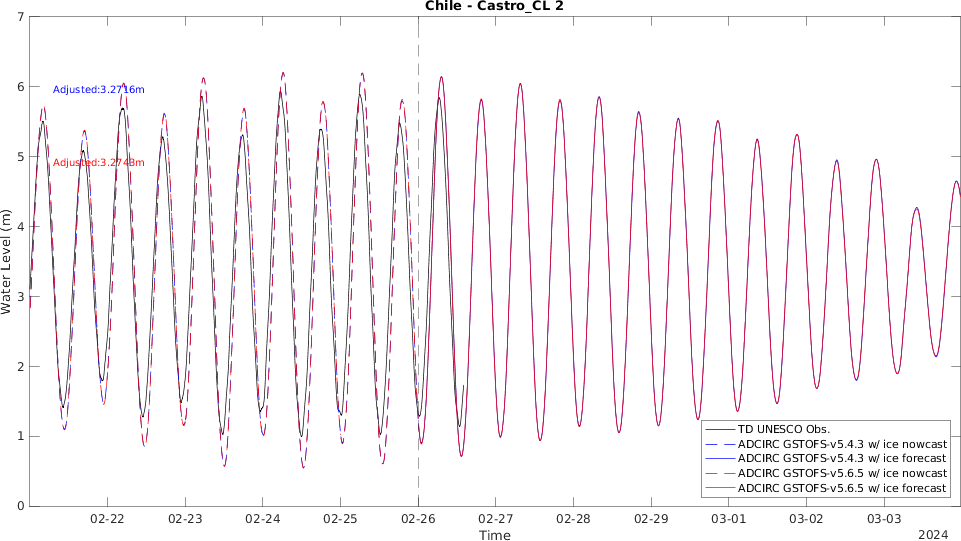 Chile - Castro_CL 2
7
6
5
4
3
2
1
0
Water Level (m)
Adjusted:3.2716m
Adjusted:3.2743m
TD UNESCO Obs.
ADCIRC GSTOFS-v5.4.3 w/ ice nowcast
ADCIRC GSTOFS-v5.4.3 w/ ice forecast
ADCIRC GSTOFS-v5.6.5 w/ ice nowcast
ADCIRC GSTOFS-v5.6.5 w/ ice forecast
02-22 02-23 02-24 02-25 02-26 02-27 02-28 02-29 03-01 03-02 03-03
Time
2024